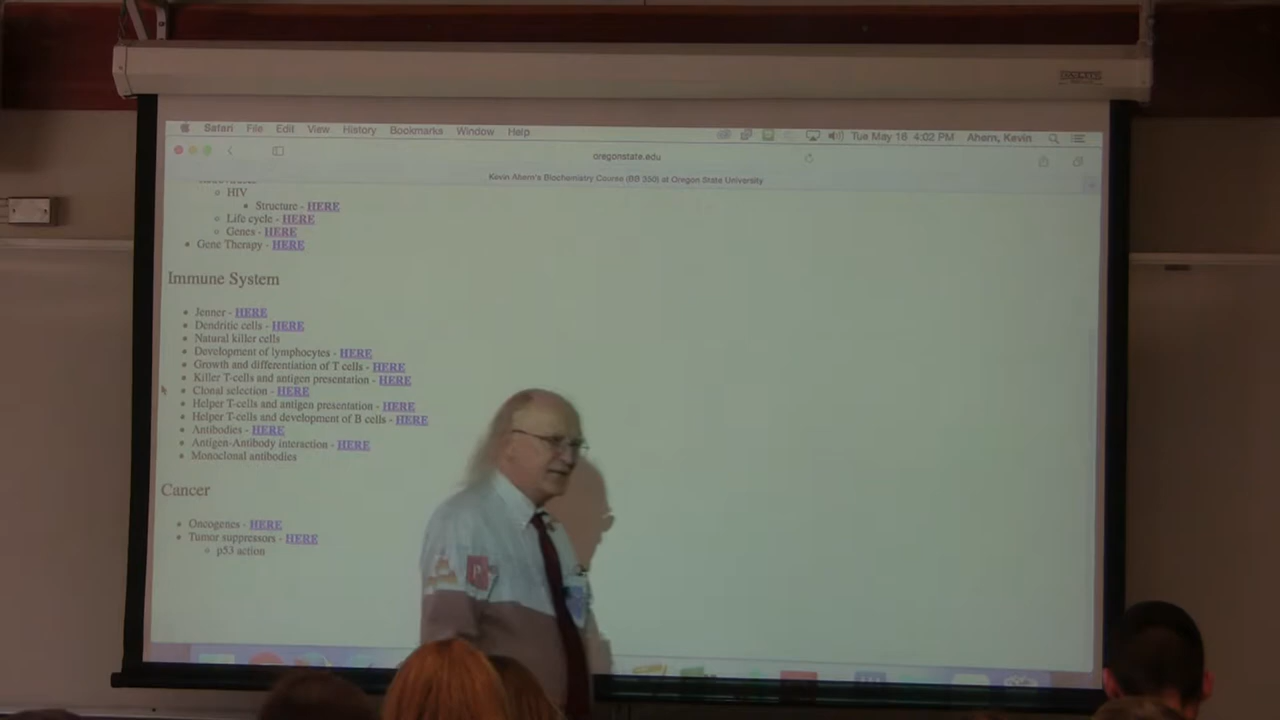 Safari File Edit View History Bookmarks Window Help Tue May 16 4:02 PM Ahern, Kevin
oregonstate.edu
Kevin Ahern's Biochemistry Course (BB 350) at Oregon State University
HIV
Structure - HERE
Life cycle - HERE
Genes - HERE
Gene Therapy - HERE
Immune System
Jenner - HERE
Dendritic cells - HERE
Natural killer cells
Development of lymphocytes - HERE
Growth and differentiation of T cells - HERE
Killer T-cells and antigen presentation - HERE
Clonal selection - HERE
Helper T-cells and antigen presentation - HERE
Helper T-cells and development of B cells - HERE
Antibodies - HERE
Antigen-Antibody interaction - HERE
Monoclonal antibodies
Cancer
Oncogenes - HERE
Tumor suppressors - HERE
p53 action